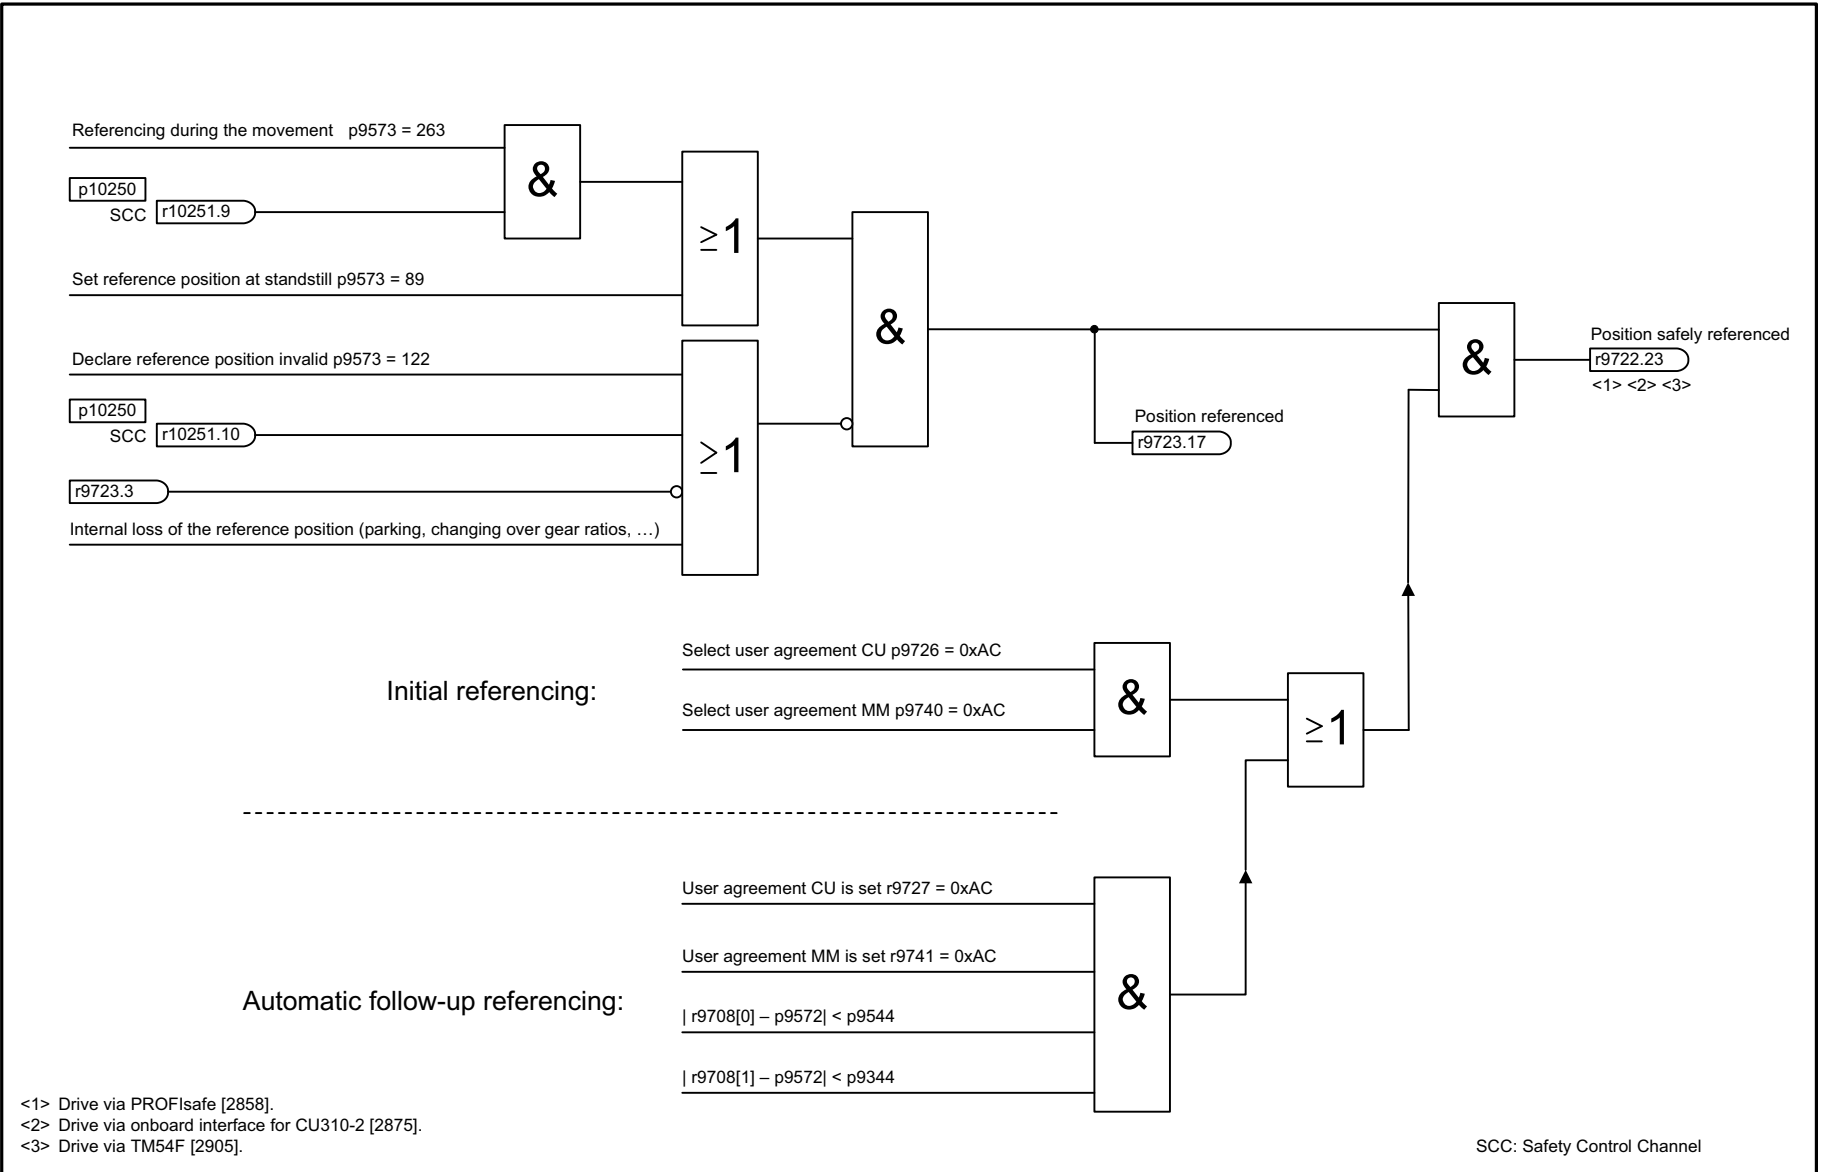 Referencing during the movement p9573 = 263
&
p10250
SCC r10251.9
≥1
Set reference position at standstill p9573 = 89
&
Declare reference position invalid p9573 = 122
p10250
SCC r10251.10
≥1
r9723.3
Internal loss of the reference position (parking, changing over gear ratios, …)
Position referenced
r9723.17
&
Position safely referenced
r9722.23
<1> <2> <3>
Initial referencing:
Select user agreement CU p9726 = 0xAC
Select user agreement MM p9740 = 0xAC
&
≥1
Automatic follow-up referencing:
User agreement CU is set r9727 = 0xAC
User agreement MM is set r9741 = 0xAC
| r9708[0] – p9572| < p9544
| r9708[1] – p9572| < p9344
&
<1> Drive via PROFIsafe [2858].
<2> Drive via onboard interface for CU310-2 [2875].
<3> Drive via TM54F [2905].
SCC: Safety Control Channel